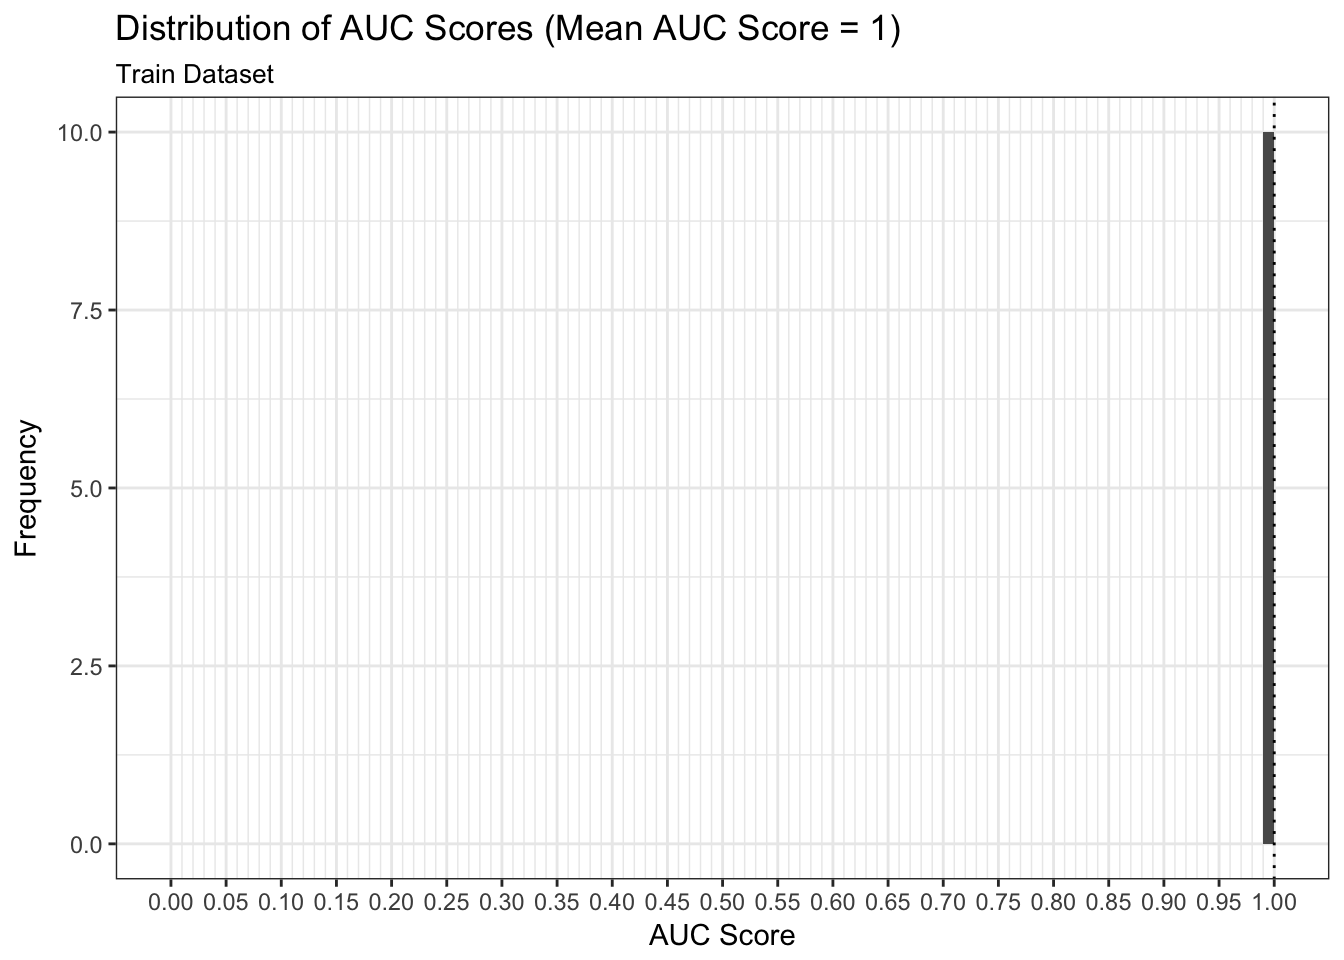 Distribution of AUC Scores (Mean AUC Score = 1)
Train Dataset
10.0
7.5
5.0
2.5
0.0
Frequency
0.00 0.05 0.10 0.15 0.20 0.25 0.30 0.35 0.40 0.45 0.50 0.55 0.60 0.65 0.70 0.75 0.80 0.85 0.90 0.95 1.00
AUC Score